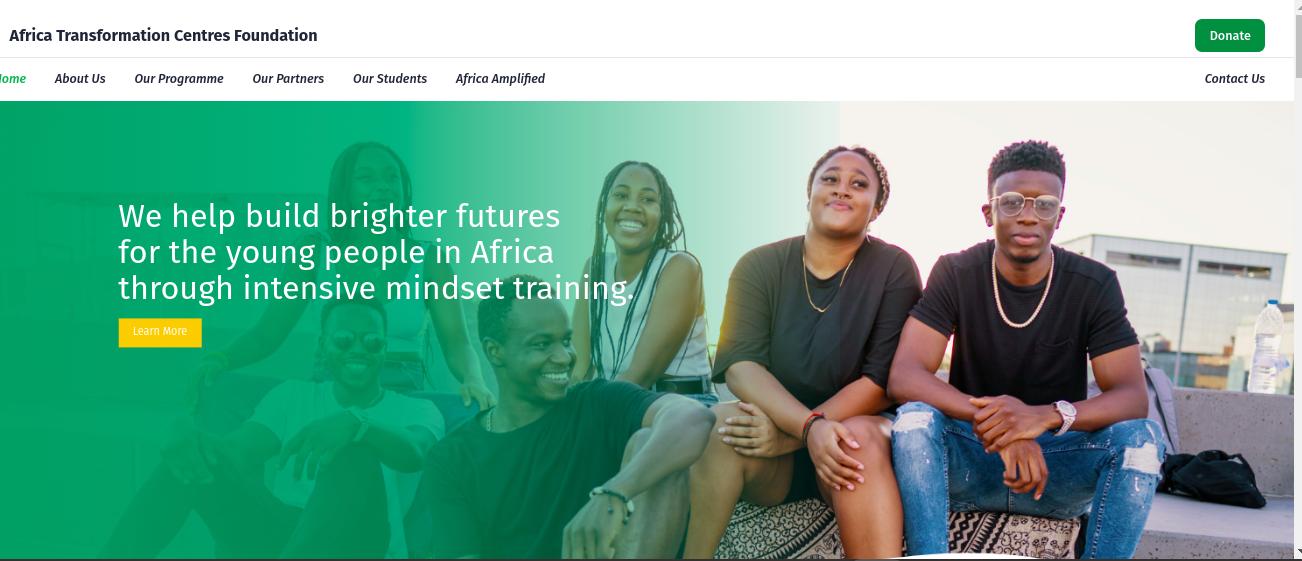 Africa Transformation Centres Foundation
Donate
ome About Us Our Programme Our Partners Our Students Africa Amplified Contact Us
We help build brighter futures
for the young people in Africa
through intensive mindset training.
Learn More